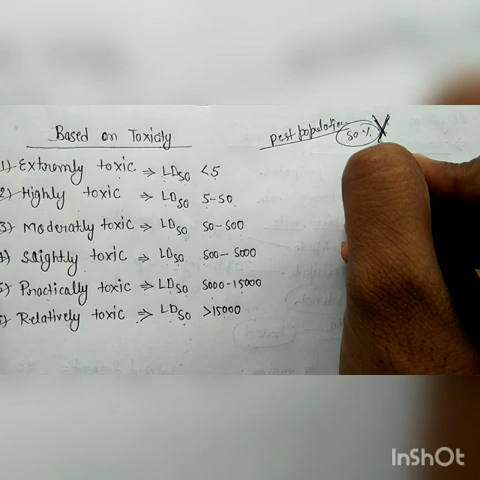 Based on Toxicity
pest population 50%
1) Extremly toxic ⇒ LD50 <5
2) Highly toxic ⇒ LD50 5-50
3) Moderatly toxic ⇒ LD50 50-500
4) Slightly toxic ⇒ LD50 500-5000
5) Practically toxic ⇒ LD50 5000-15000
6) Relatively toxic ⇒ LD50 >15000
InShOt